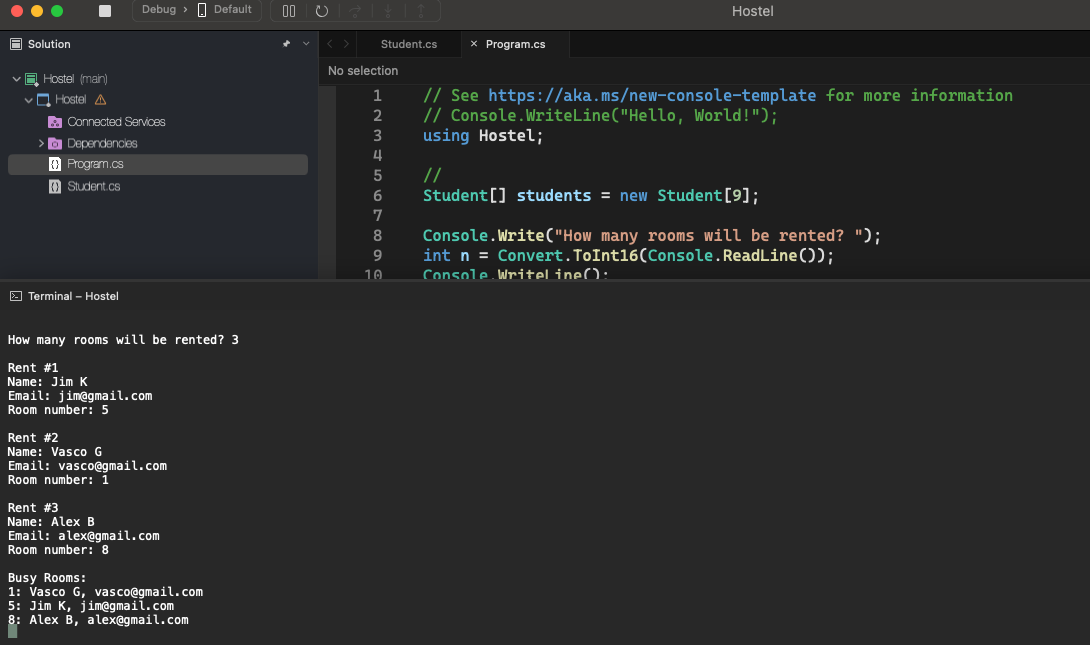 Debug › Default
Hostel
Solution
Student.cs
Program.cs
No selection
Hostel (main)
Hostel
Connected Services
Dependencies
Program.cs
Student.cs
1 // See https://aka.ms/new-console-template for more information
2 // Console.WriteLine("Hello, World!");
3 using Hostel;
4
5 //
6 Student[] students = new Student[9];
7
8 Console.Write("How many rooms will be rented? ");
9 int n = Convert.ToInt16(Console.ReadLine());
10 Console.WriteLine();
Terminal – Hostel
How many rooms will be rented? 3
Rent #1
Name: Jim K
Email: jim@gmail.com
Room number: 5
Rent #2
Name: Vasco G
Email: vasco@gmail.com
Room number: 1
Rent #3
Name: Alex B
Email: alex@gmail.com
Room number: 8
Busy Rooms:
1: Vasco G, vasco@gmail.com
5: Jim K, jim@gmail.com
8: Alex B, alex@gmail.com